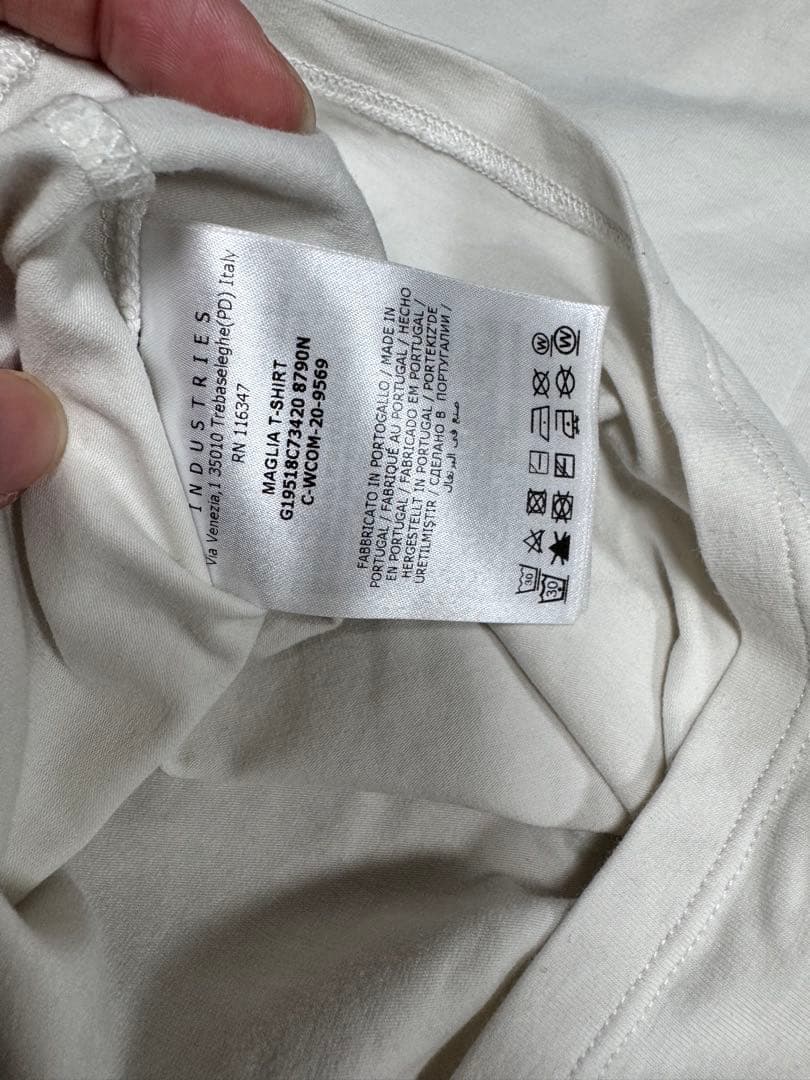 INDUSTRIES
Via Venezia,1 35010 Trebaseleghe(PD) Italy
RN 116347
MAGLIA T-SHIRT
G19518C73420 8790N
C-WCOM-20-9569
FABBRICATO IN PORTOGALLO / MADE IN
PORTUGAL / FABRIQUÉ AU PORTUGAL / HECHO
EN PORTUGAL / FABRICADO EM PORTUGAL /
HERGESTELLT IN PORTUGAL / PORTEKIZ'DE
ÜRETILMIŞTIR / СДЕЛАНО В ПОРТУГАЛИИ /
صنع في البرتغال
W W
30 30